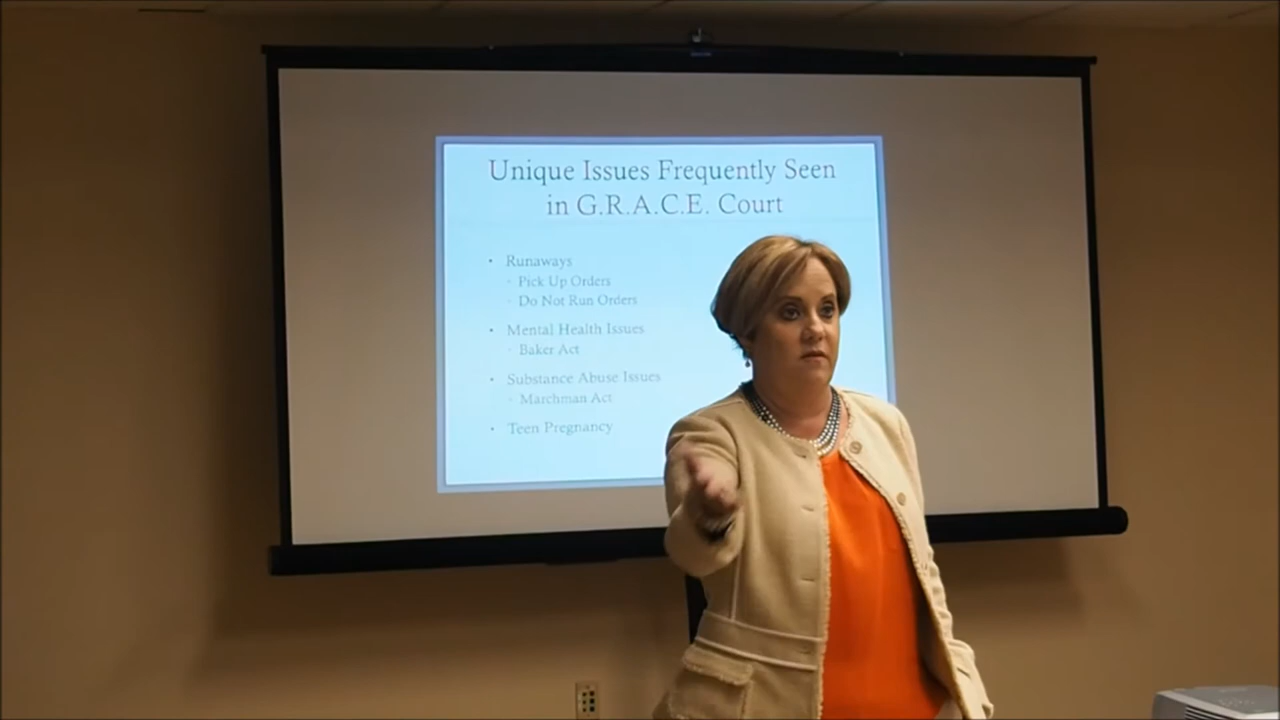 Unique Issues Frequently Seen
in G.R.A.C.E. Court
• Runaways
- Pick Up Orders
- Do Not Run Orders
• Mental Health Issues
- Baker Act
• Substance Abuse Issues
- Marchman Act
• Teen Pregnancy